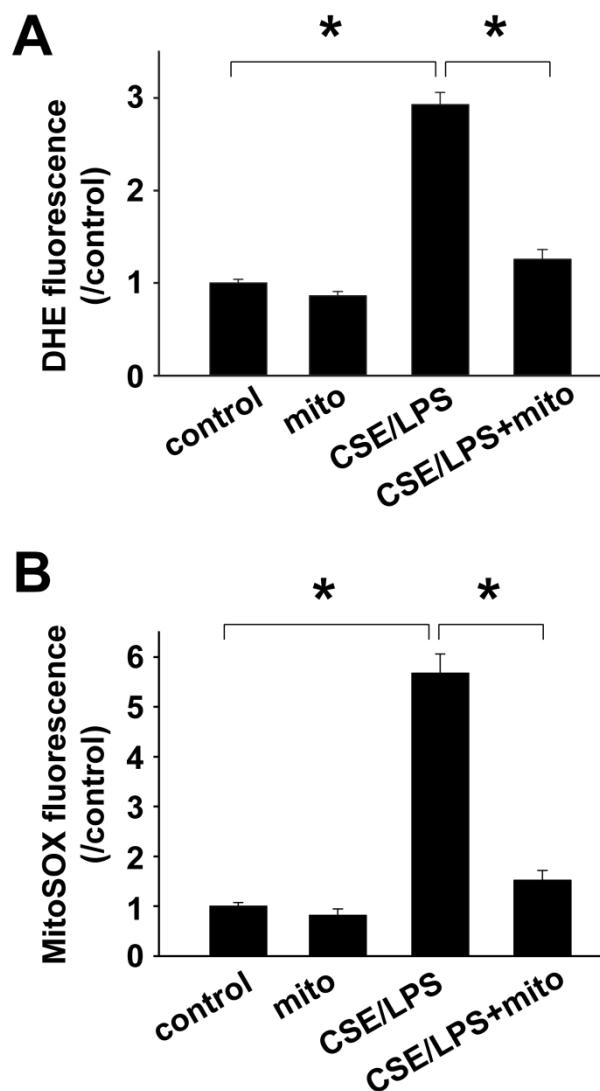 A
* *
DHE fluorescence
(/control)
3
2
1
0
control
mito
CSE/LPS
CSE/LPS+mito
B
* *
MitoSOX fluorescence
(/control)
6
5
4
3
2
1
0
control
mito
CSE/LPS
CSE/LPS+mito